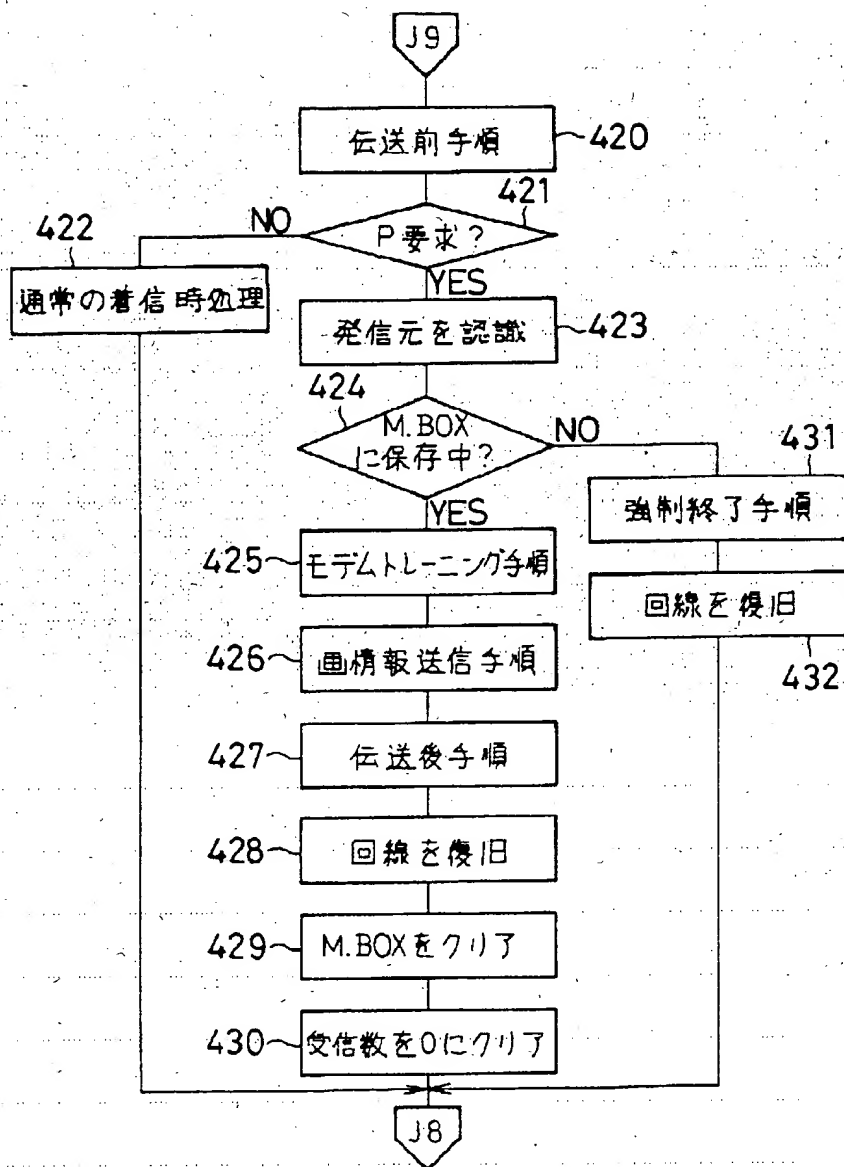 J9
伝送前手順
420
421
P要求?
NO
YES
422
通常の着信時処理
発信元を認識
423
424
M.BOX
に保存中?
NO
YES
431
強制終了手順
425
モデムトレーニング手順
回線を復旧
432
426
画情報送信手順
427
伝送後手順
428
回線を復旧
429
M.BOXをクリア
430
受信数を0にクリア
J8